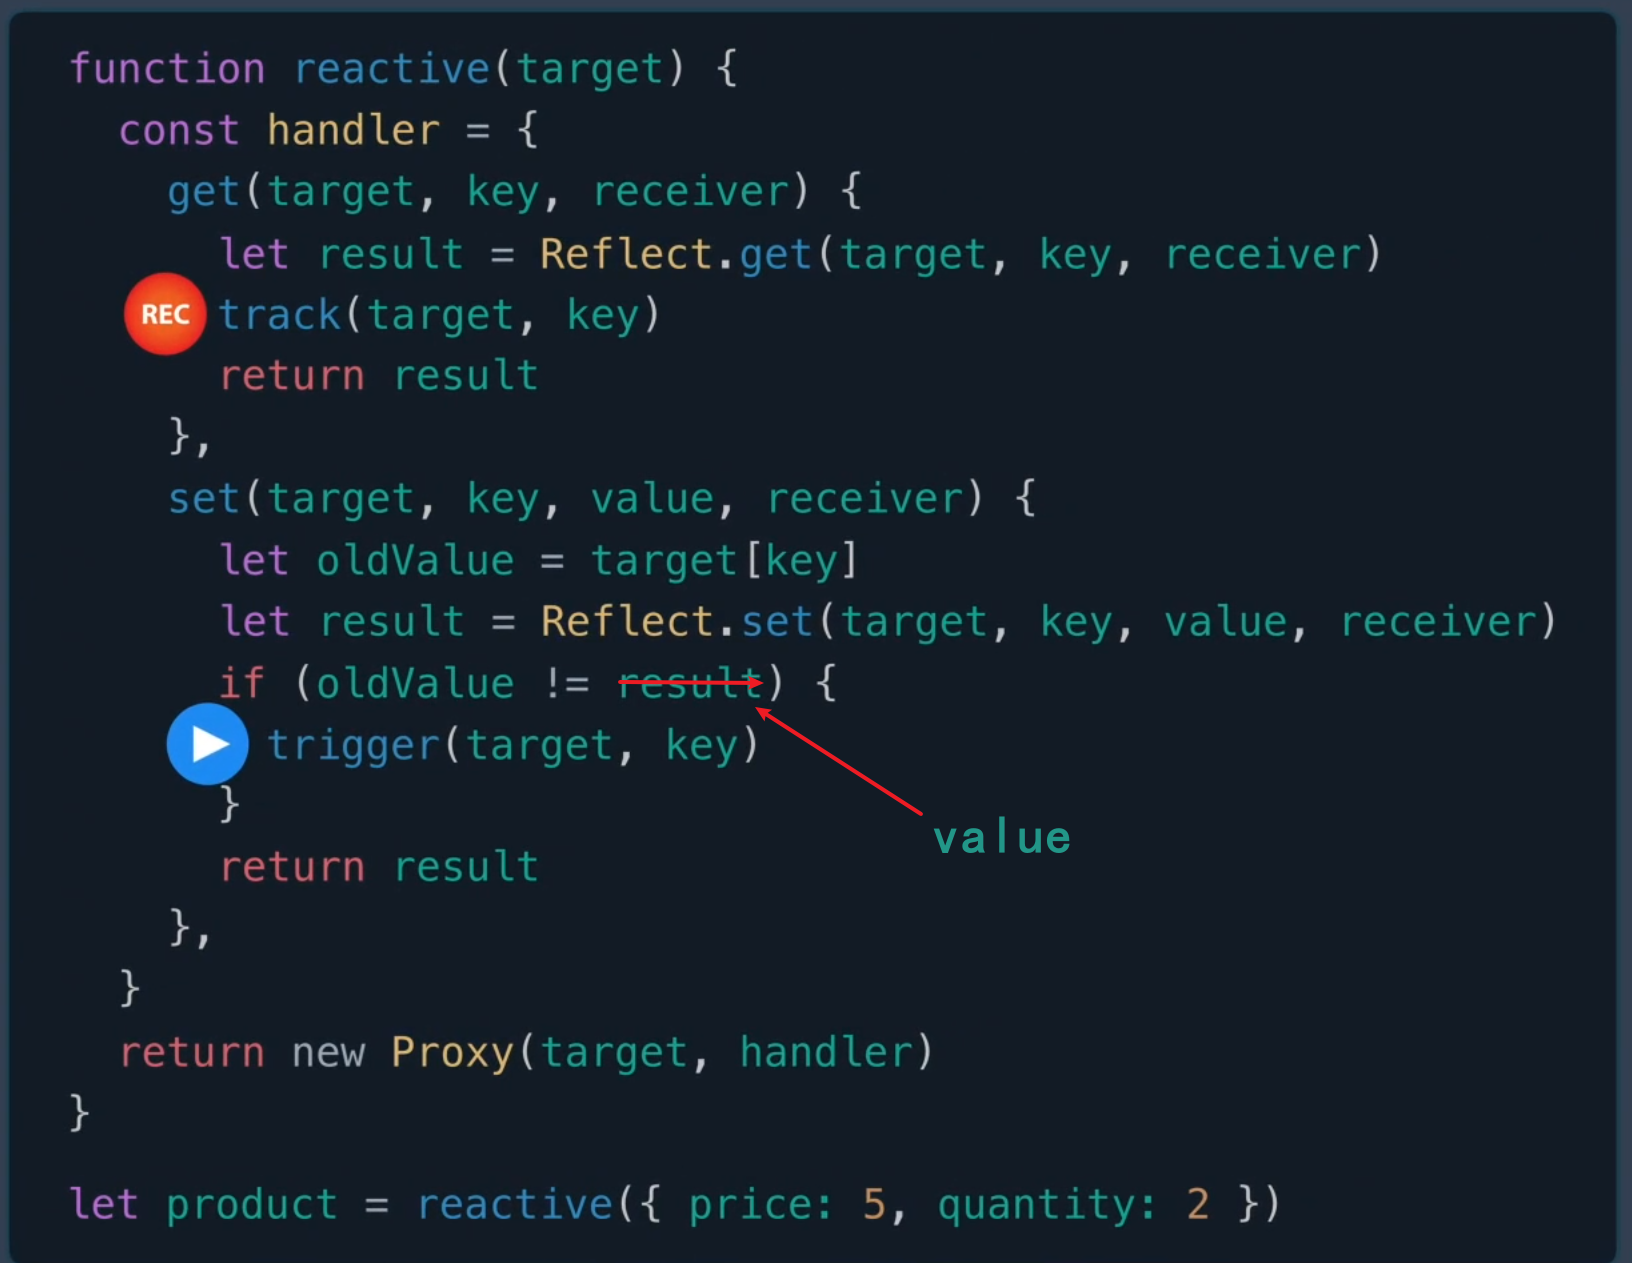 function reactive(target) {
const handler = {
get(target, key, receiver) {
let result = Reflect.get(target, key, receiver)
REC track(target, key)
return result
},
set(target, key, value, receiver) {
let oldValue = target[key]
let result = Reflect.set(target, key, value, receiver)
if (oldValue != result) {
trigger(target, key)
}
value
return result
},
}
return new Proxy(target, handler)
}
let product = reactive({ price: 5, quantity: 2 })